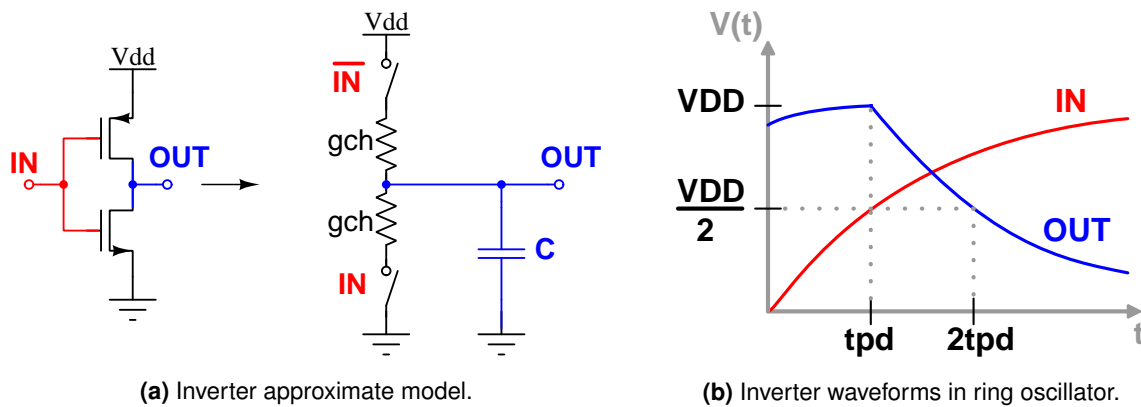 Vdd
IN
OUT
Vdd
IN
gch
OUT
gch
C
IN
(a) Inverter approximate model.
V(t)
VDD
IN
VDD
2
OUT
tpd
2tpd
t
(b) Inverter waveforms in ring oscillator.